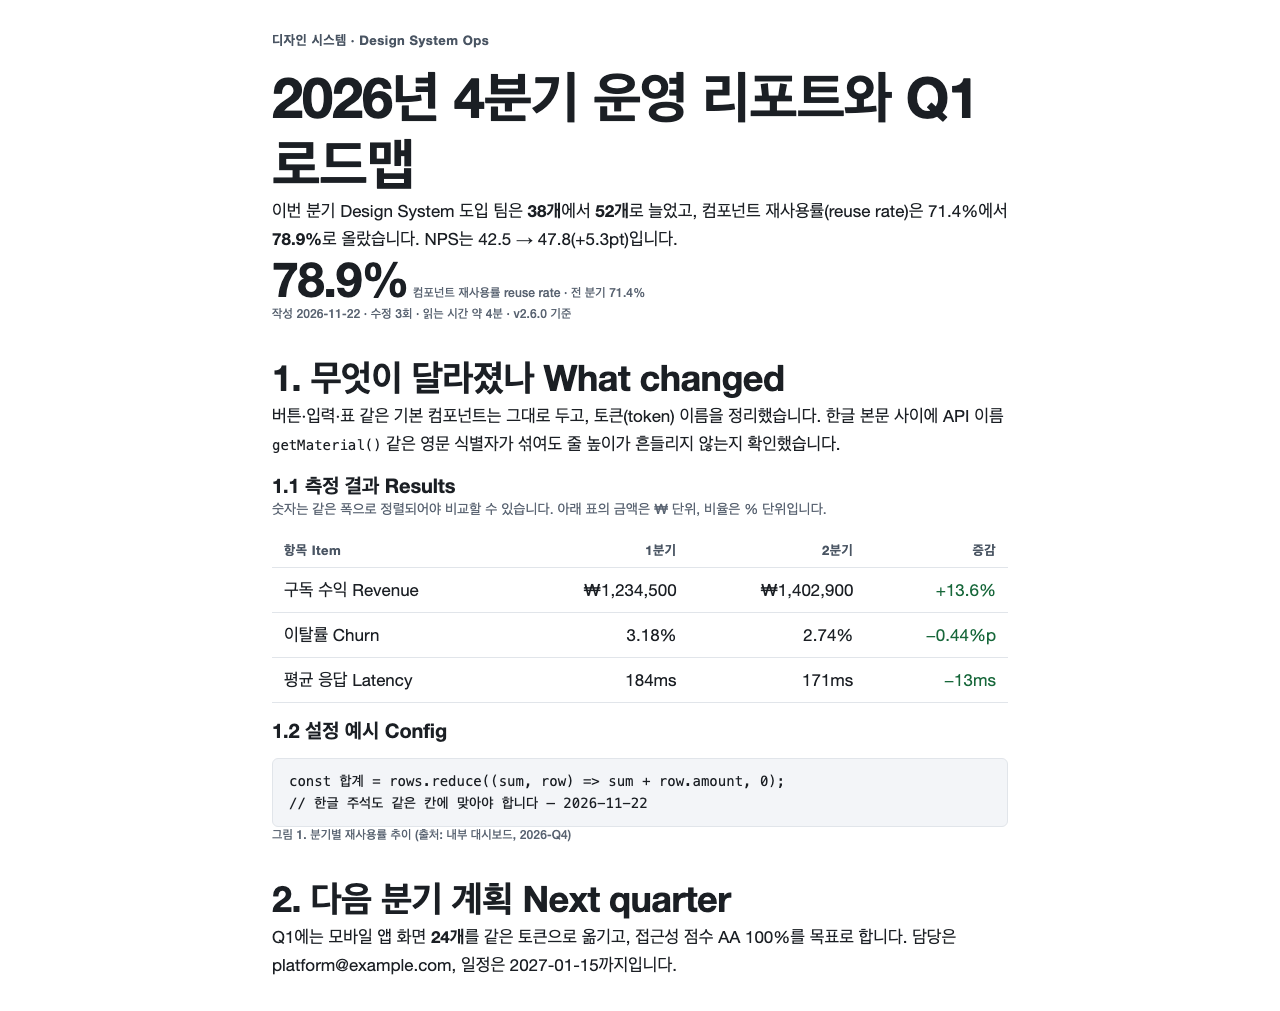 디자인 시스템 · Design System Ops
2026년 4분기 운영 리포트와 Q1
로드맵
이번 분기 Design System 도입 팀은 38개에서 52개로 늘었고, 컴포넌트 재사용률(reuse rate)은 71.4%에서
78.9%로 올랐습니다. NPS는 42.5 → 47.8(+5.3pt)입니다.
78.9% 컴포넌트 재사용률 reuse rate · 전 분기 71.4%
작성 2026-11-22 · 수정 3회 · 읽는 시간 약 4분 · v2.6.0 기준
1. 무엇이 달라졌나 What changed
버튼·입력·표 같은 기본 컴포넌트는 그대로 두고, 토큰(token) 이름을 정리했습니다. 한글 본문 사이에 API 이름
getMaterial() 같은 영문 식별자가 섞여도 줄 높이가 흔들리지 않는지 확인했습니다.
1.1 측정 결과 Results
숫자는 같은 폭으로 정렬되어야 비교할 수 있습니다. 아래 표의 금액은 ₩ 단위, 비율은 % 단위입니다.
항목 Item 1분기 2분기 증감
구독 수익 Revenue ₩1,234,500 ₩1,402,900 +13.6%
이탈률 Churn 3.18% 2.74% −0.44%p
평균 응답 Latency 184ms 171ms −13ms
1.2 설정 예시 Config
const 합계 = rows.reduce((sum, row) => sum + row.amount, 0);
// 한글 주석도 같은 칸에 맞아야 합니다 — 2026-11-22
그림 1. 분기별 재사용률 추이 (출처: 내부 대시보드, 2026-Q4)
2. 다음 분기 계획 Next quarter
Q1에는 모바일 앱 화면 24개를 같은 토큰으로 옮기고, 접근성 점수 AA 100%를 목표로 합니다. 담당은
platform@example.com, 일정은 2027-01-15까지입니다.